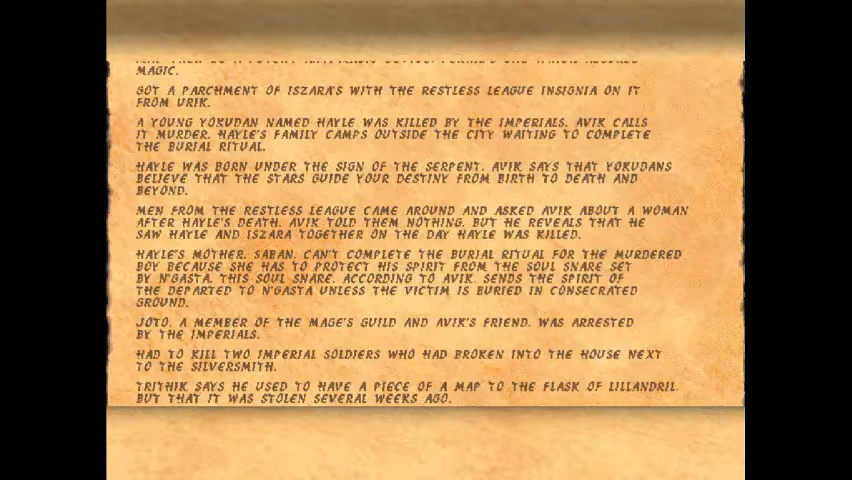 MAGIC.
GOT A PARCHMENT OF ISZARA'S WITH THE RESTLESS LEAGUE INSIGNIA ON IT
FROM URIK.
A YOUNG YOKUDAN NAMED HAYLE WAS KILLED BY THE IMPERIALS. AVIK CALLS
IT MURDER. HAYLE'S FAMILY CAMPS OUTSIDE THE CITY WAITING TO COMPLETE
THE BURIAL RITUAL.
HAYLE WAS BORN UNDER THE SIGN OF THE SERPENT. AVIK SAYS THAT YOKUDANS
BELIEVE THAT THE STARS GUIDE YOUR DESTINY FROM BIRTH TO DEATH AND
BEYOND.
MEN FROM THE RESTLESS LEAGUE CAME AROUND AND ASKED AVIK ABOUT A WOMAN
AFTER HAYLE'S DEATH. AVIK TOLD THEM NOTHING, BUT HE REVEALS THAT HE
SAW HAYLE AND ISZARA TOGETHER ON THE DAY HAYLE WAS KILLED.
HAYLE'S MOTHER, SABAN, CAN'T COMPLETE THE BURIAL RITUAL FOR THE MURDERED
BOY BECAUSE SHE HAS TO PROTECT HIS SPIRIT FROM THE SOUL SNARE SET
BY N'GASTA. THIS SOUL SNARE, ACCORDING TO AVIK, SENDS THE SPIRIT OF
THE DEPARTED TO N'GASTA UNLESS THE VICTIM IS BURIED IN CONSECRATED
GROUND.
JOTO, A MEMBER OF THE MAGE'S GUILD AND AVIK'S FRIEND, WAS ARRESTED
BY THE IMPERIALS.
HAD TO KILL TWO IMPERIAL SOLDIERS WHO HAD BROKEN INTO THE HOUSE NEXT
TO THE SILVERSMITH.
TRITHIK SAYS HE USED TO HAVE A PIECE OF A MAP TO THE FLASK OF LILLANDRIL
BUT THAT IT WAS STOLEN SEVERAL WEEKS AGO.